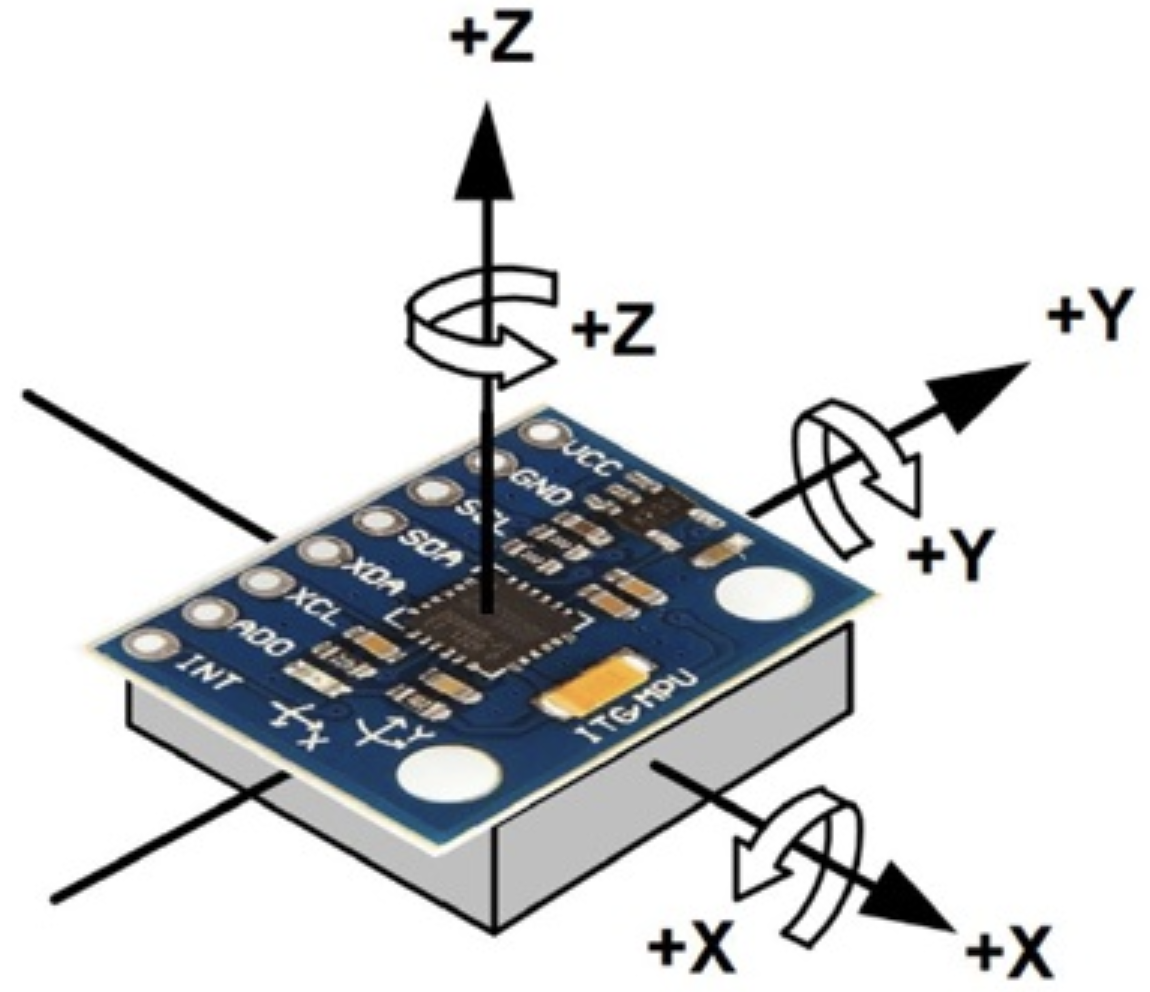 +Z
+Z
+Y
+Y
VCC
GND
SCL
SDA
XDA
XCL
ADO
INT
X
Y
ITG/MPU
+X
+X